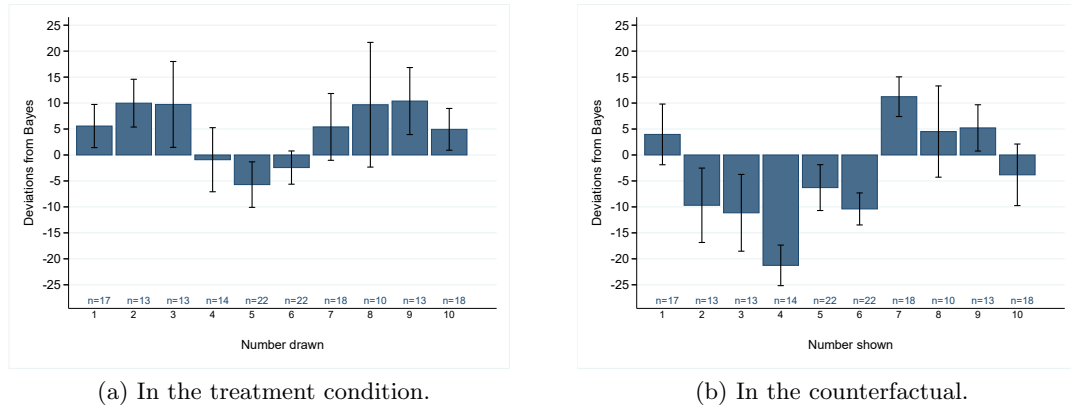 25
20
15
10
5
0
-5
-10
-15
-20
-25
Deviations from Bayes
n=17 n=13 n=13 n=14 n=22 n=22 n=18 n=10 n=13 n=18
1 2 3 4 5 6 7 8 9 10
Number drawn
(a) In the treatment condition.
25
20
15
10
5
0
-5
-10
-15
-20
-25
Deviations from Bayes
n=17 n=13 n=13 n=14 n=22 n=22 n=18 n=10 n=13 n=18
1 2 3 4 5 6 7 8 9 10
Number shown
(b) In the counterfactual.